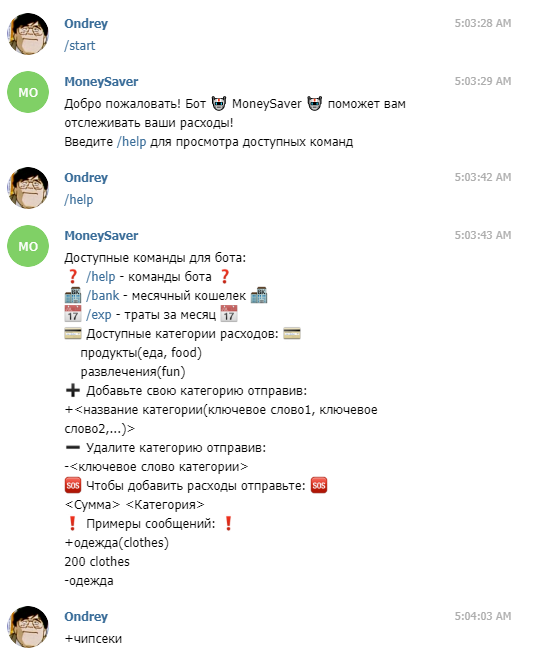 Ondrey 5:03:28 AM
/start
MO
MoneySaver 5:03:29 AM
Добро пожаловать! Бот MoneySaver поможет вам
отслеживать ваши расходы!
Введите /help для просмотра доступных команд
Ondrey 5:03:42 AM
/help
MO
MoneySaver 5:03:43 AM
Доступные команды для бота:
❓ /help - команды бота ❓
🏦 /bank - месячный кошелек 🏦
📅 /exp - траты за месяц 📅
💳 Доступные категории расходов: 💳
продукты(еда, food)
развлечения(fun)
➕ Добавьте свою категорию отправив:
+<название категории(ключевое слово1, ключевое
слово2,...)>
➖ Удалите категорию отправив:
-<ключевое слово категории>
🆘 Чтобы добавить расходы отправьте: 🆘
<Сумма> <Категория>
❗ Примеры сообщений: ❗
+одежда(clothes)
200 clothes
-одежда
Ondrey 5:04:03 AM
+чипсеки